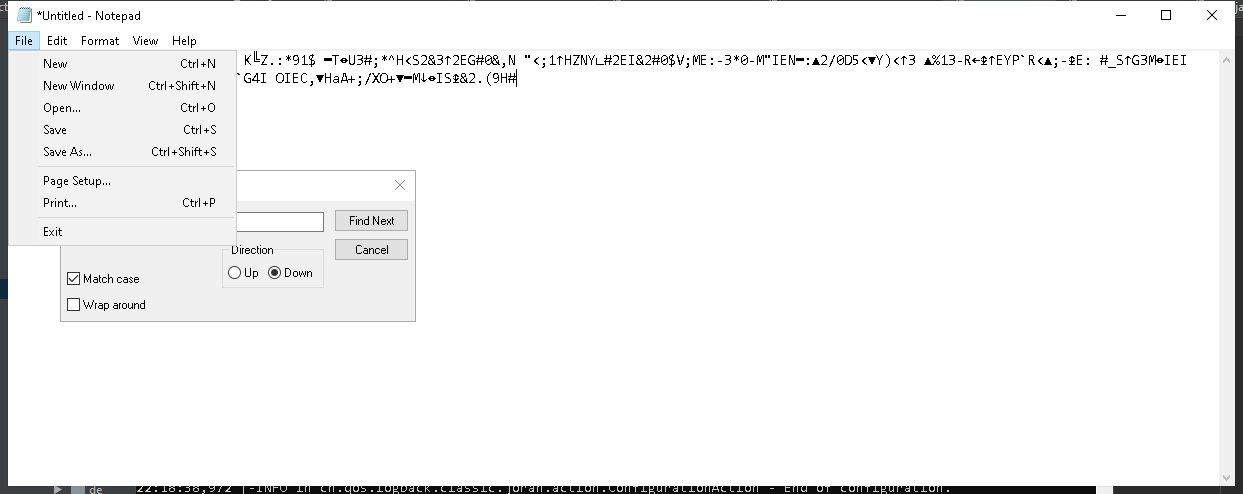 *Untitled - Notepad
File Edit Format View Help
K╚Z.:*91$ ━T⬘U3#;*^H<S2&3↑2EG#0&,N "<;1↑HZNY∟#2EI&2#0$V;ME:-3*0-M"IEN━:▲2/0D5<▼Y)<↑3 ▲%13-R←⇭↑EYP`R<▲;-⇭E: #_S↑G3M⬘IEI
`G4I OIEC,▼HaA+;/XO+▼━M↓⬘IS⇭&2.(9H#
New Ctrl+N
New Window Ctrl+Shift+N
Open... Ctrl+O
Save Ctrl+S
Save As... Ctrl+Shift+S
Page Setup...
Print... Ctrl+P
Exit
Find Next
Cancel
Direction
Up Down
Match case
Wrap around
de 22:18:38,972 |-INFO in ch.qos.logback.classic.joran.action.ConfigurationAction - End of configuration.